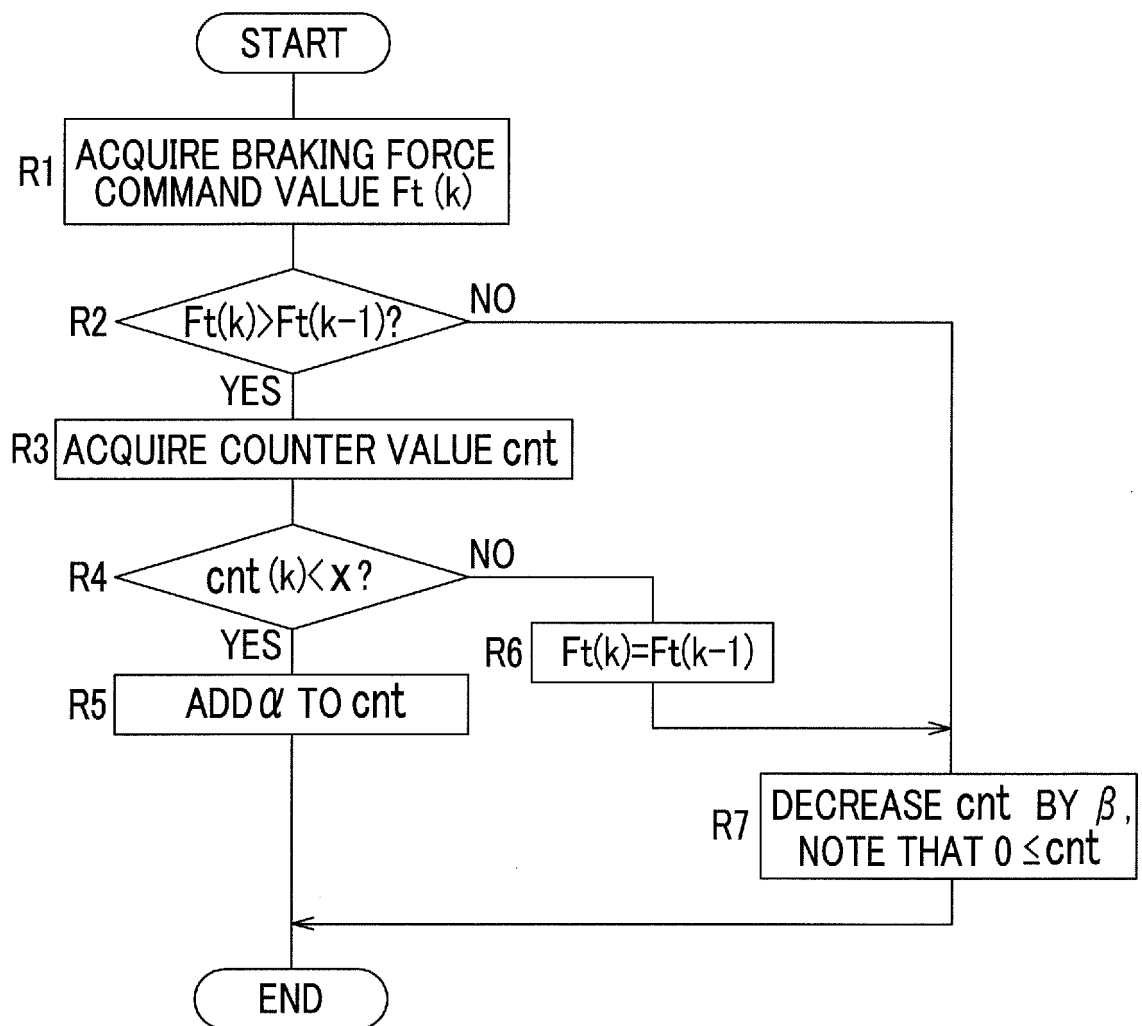 START
R1
ACQUIRE BRAKING FORCE
COMMAND VALUE Ft (k)
R2
Ft(k)>Ft(k-1)?
NO
YES
R3
ACQUIRE COUNTER VALUE cnt
R4
cnt (k)< x ?
NO
YES
R5
ADD α TO cnt
R6
Ft(k)=Ft(k-1)
R7
DECREASE cnt BY β,
NOTE THAT 0 ≤cnt
END